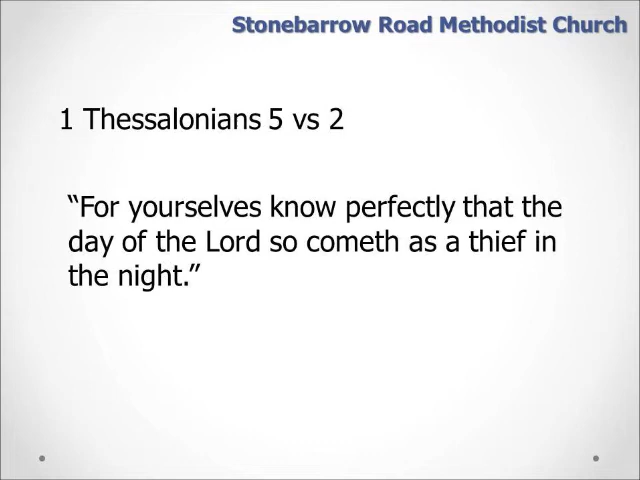 Stonebarrow Road Methodist Church
1 Thessalonians 5 vs 2
“For yourselves know perfectly that the
day of the Lord so cometh as a thief in
the night.”